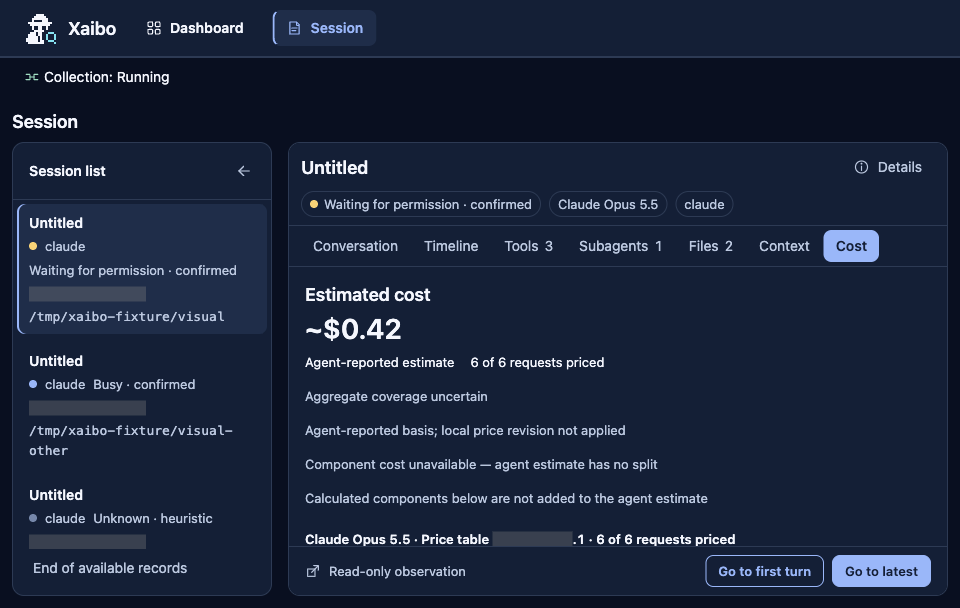 Xaibo
Dashboard
Session
Collection: Running
Session
Session list
Untitled
claude
Waiting for permission · confirmed
/tmp/xaibo-fixture/visual
Untitled
claude Busy · confirmed
/tmp/xaibo-fixture/visual-
other
Untitled
claude Unknown · heuristic
End of available records
Untitled
Details
Waiting for permission · confirmed
Claude Opus 5.5
claude
Conversation
Timeline
Tools 3
Subagents 1
Files 2
Context
Cost
Estimated cost
~$0.42
Agent-reported estimate 6 of 6 requests priced
Aggregate coverage uncertain
Agent-reported basis; local price revision not applied
Component cost unavailable — agent estimate has no split
Calculated components below are not added to the agent estimate
Claude Opus 5.5 · Price table .1 · 6 of 6 requests priced
Read-only observation
Go to first turn
Go to latest